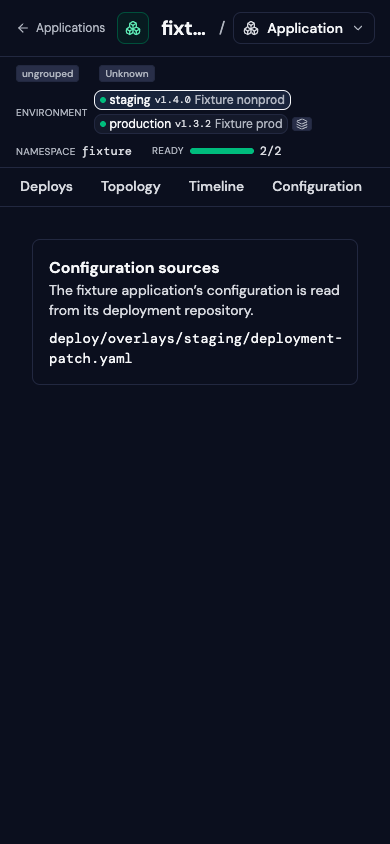 Applications
fixt...
/
Application
ungrouped
Unknown
ENVIRONMENT
staging v1.4.0 Fixture nonprod
production v1.3.2 Fixture prod
NAMESPACE fixture
READY 2/2
Deploys
Topology
Timeline
Configuration
Configuration sources
The fixture application’s configuration is read
from its deployment repository.
deploy/overlays/staging/deployment-
patch.yaml